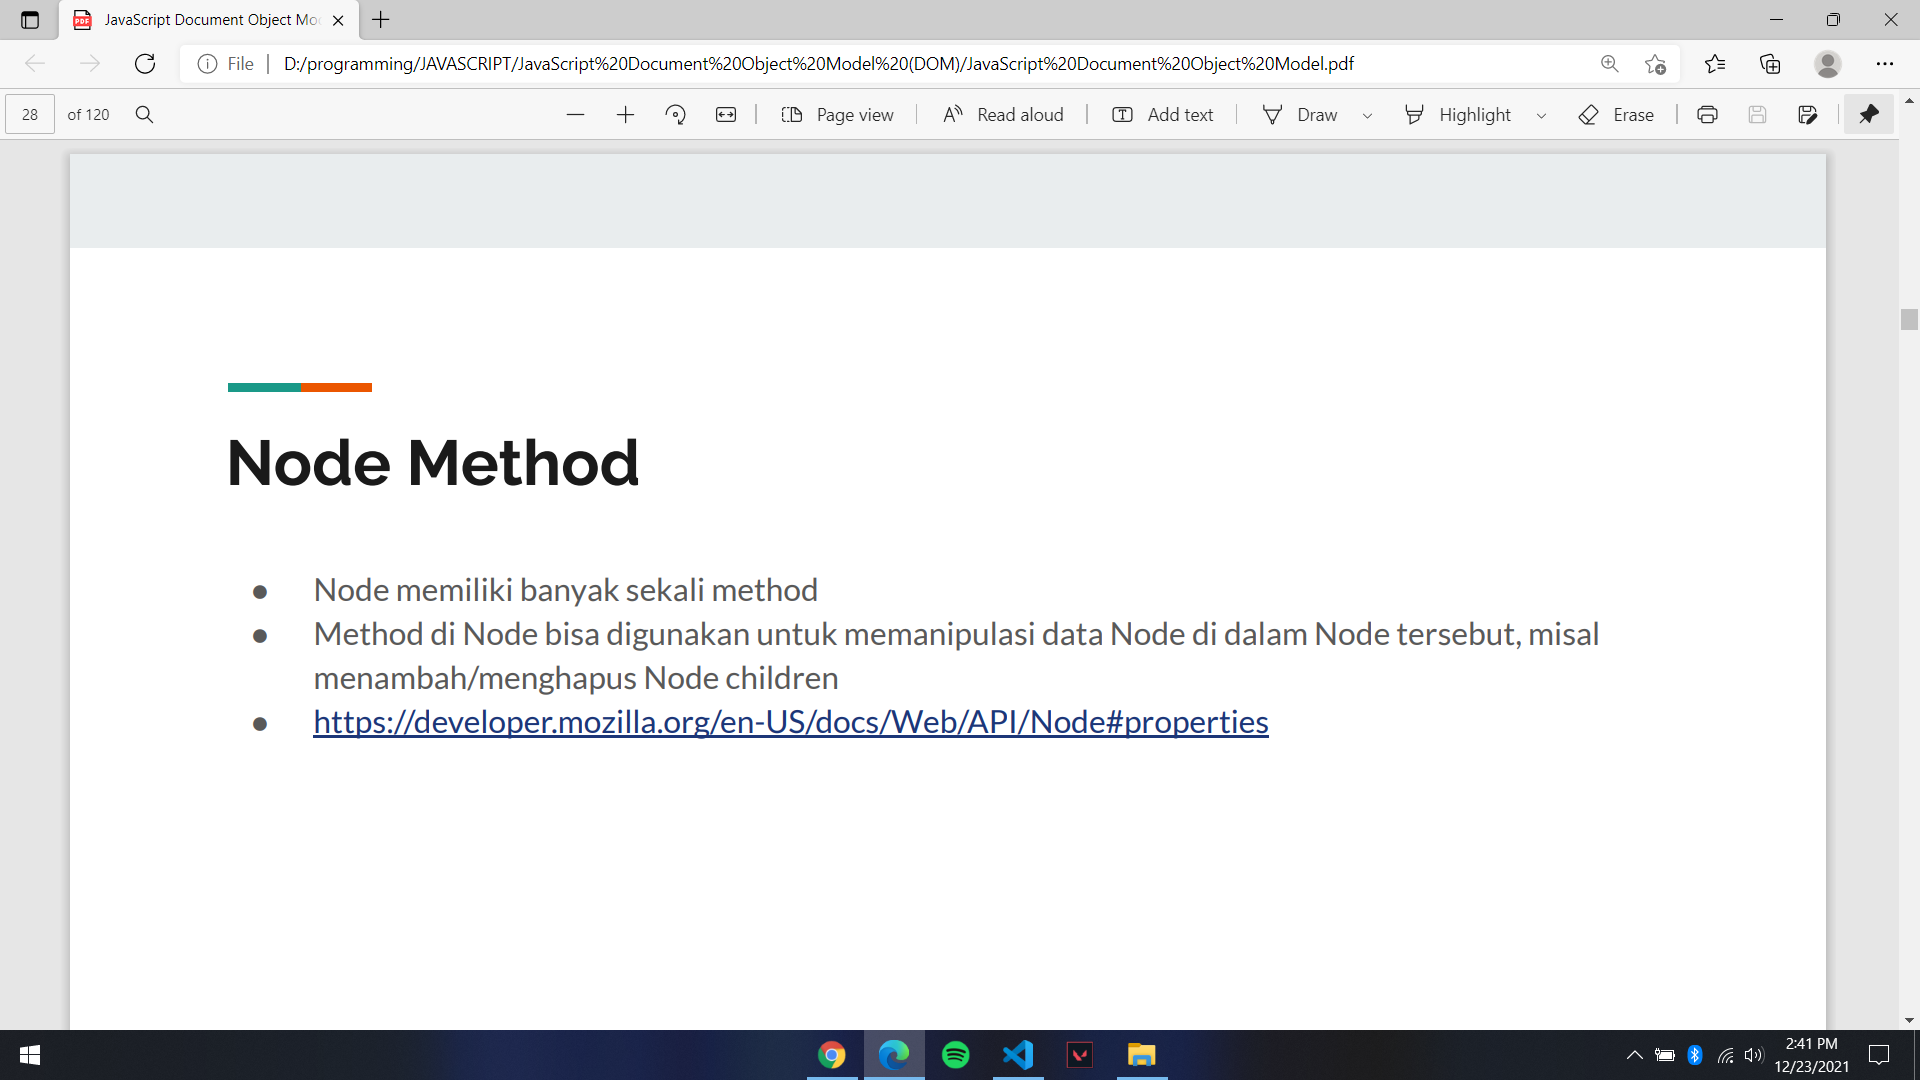 JavaScript Document Object Mo
File
D:/programming/JAVASCRIPT/JavaScript%20Document%20Object%20Model%20(DOM)/JavaScript%20Document%20Object%20Model.pdf
28 of 120
Page view
Read aloud
Add text
Draw
Highlight
Erase
Node Method
● Node memiliki banyak sekali method
● Method di Node bisa digunakan untuk memanipulasi data Node di dalam Node tersebut, misal
menambah/menghapus Node children
● https://developer.mozilla.org/en-US/docs/Web/API/Node#properties
2:41 PM
12/23/2021